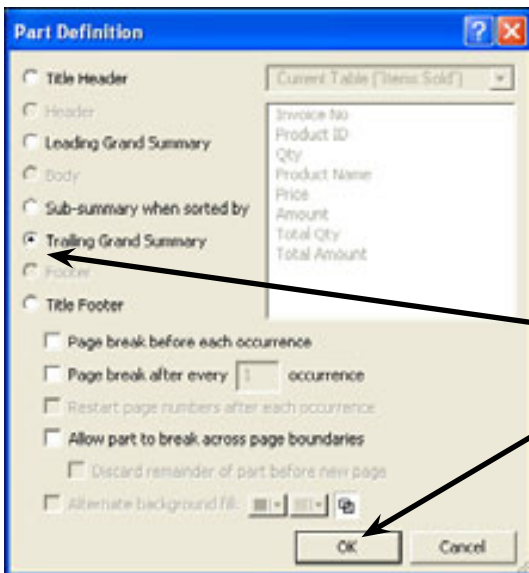 Part Definition
Title Header
Current Table ("Items Sold")
Header
Leading Grand Summary
Body
Sub-summary when sorted by
Trailing Grand Summary
Footer
Title Footer
Invoice No
Product ID
Qty
Product Name
Price
Amount
Total Qty
Total Amount
Page break before each occurrence
Page break after every 1 occurrence
Restart page numbers after each occurrence
Allow part to break across page boundaries
Discard remainder of part before new page
Alternate background fill:
OK Cancel